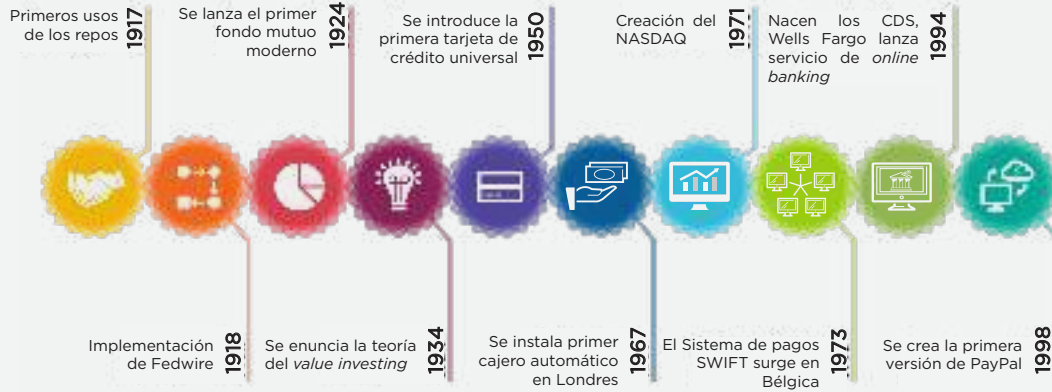 Primeros usos
de los repos
1917
Se lanza el primer
fondo mutuo
moderno
1924
Se introduce la
primera tarjeta de
crédito universal
1950
Creación del
NASDAQ
1971
Nacen los CDS,
Wells Fargo lanza
servicio de online
banking
1994
Implementación
de Fedwire
1918
Se enuncia la teoría
del value investing
1934
Se instala primer
cajero automático
en Londres
1967
El Sistema de pagos
SWIFT surge en
Bélgica
1973
Se crea la primera
versión de PayPal
1998